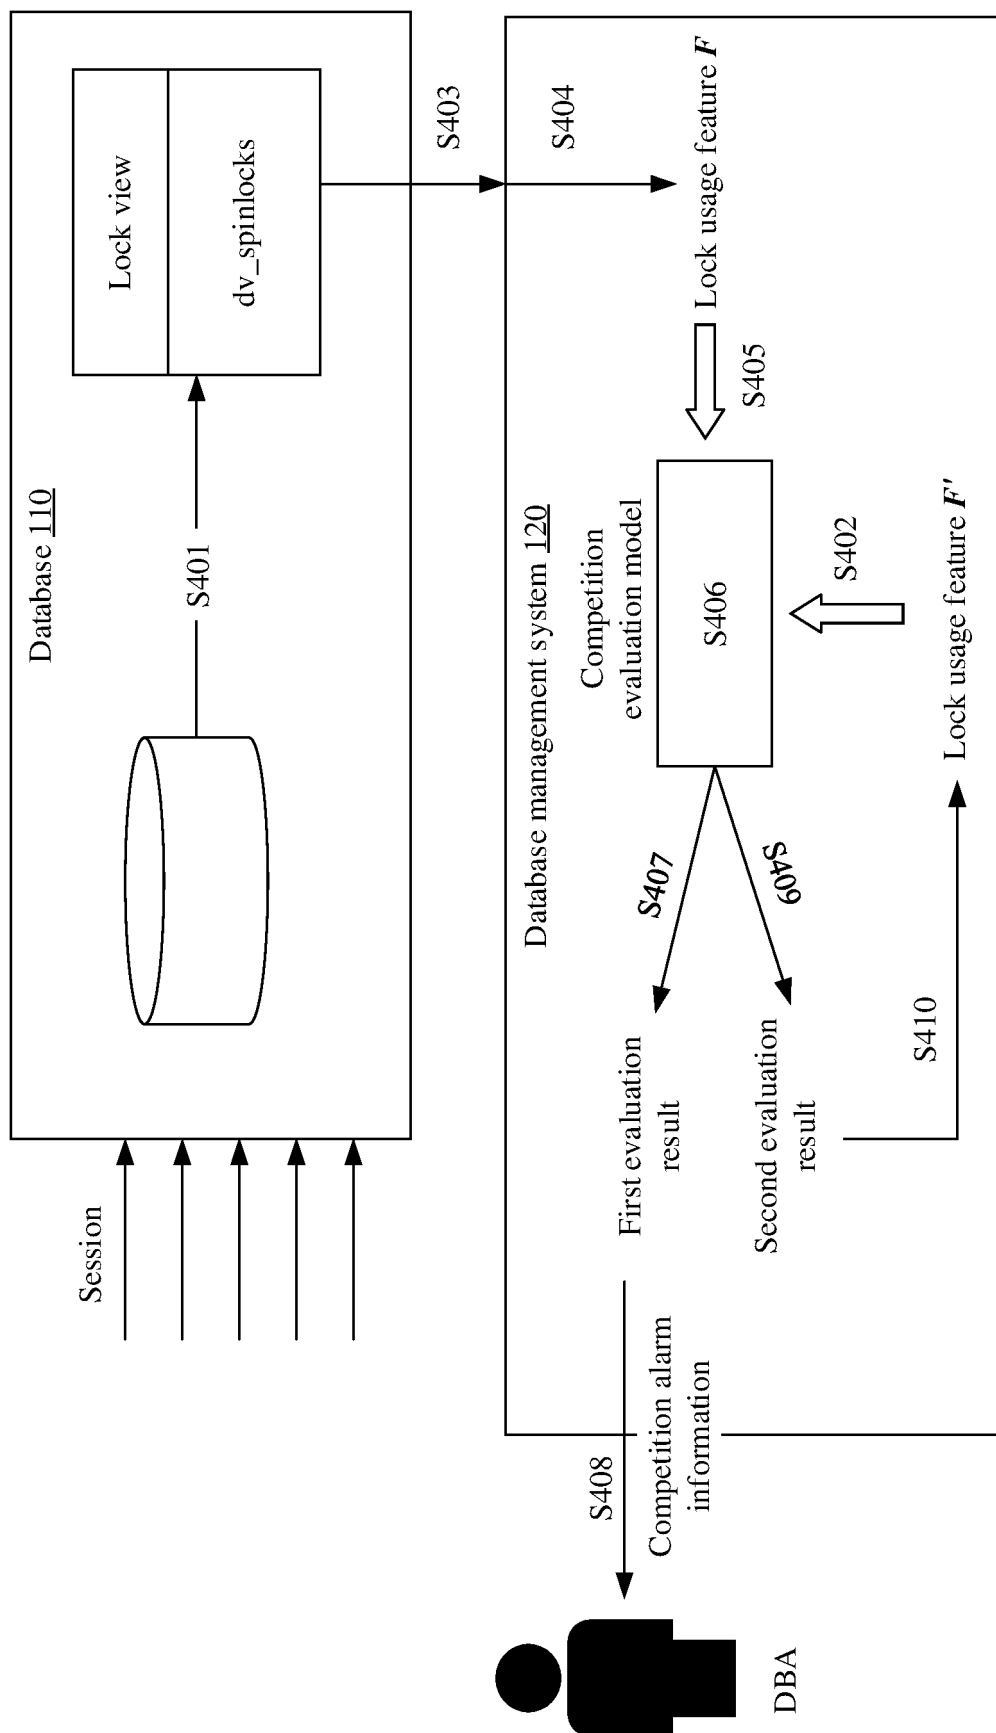 Session
Database 110
S401
Lock view
dv_spinlocks
S403
S404
Database management system 120
Lock usage feature F
S405
Competition
evaluation model
S406
S402
Lock usage feature F'
S407
S409
First evaluation
result
Second evaluation
result
S410
S408
Competition alarm
information
DBA